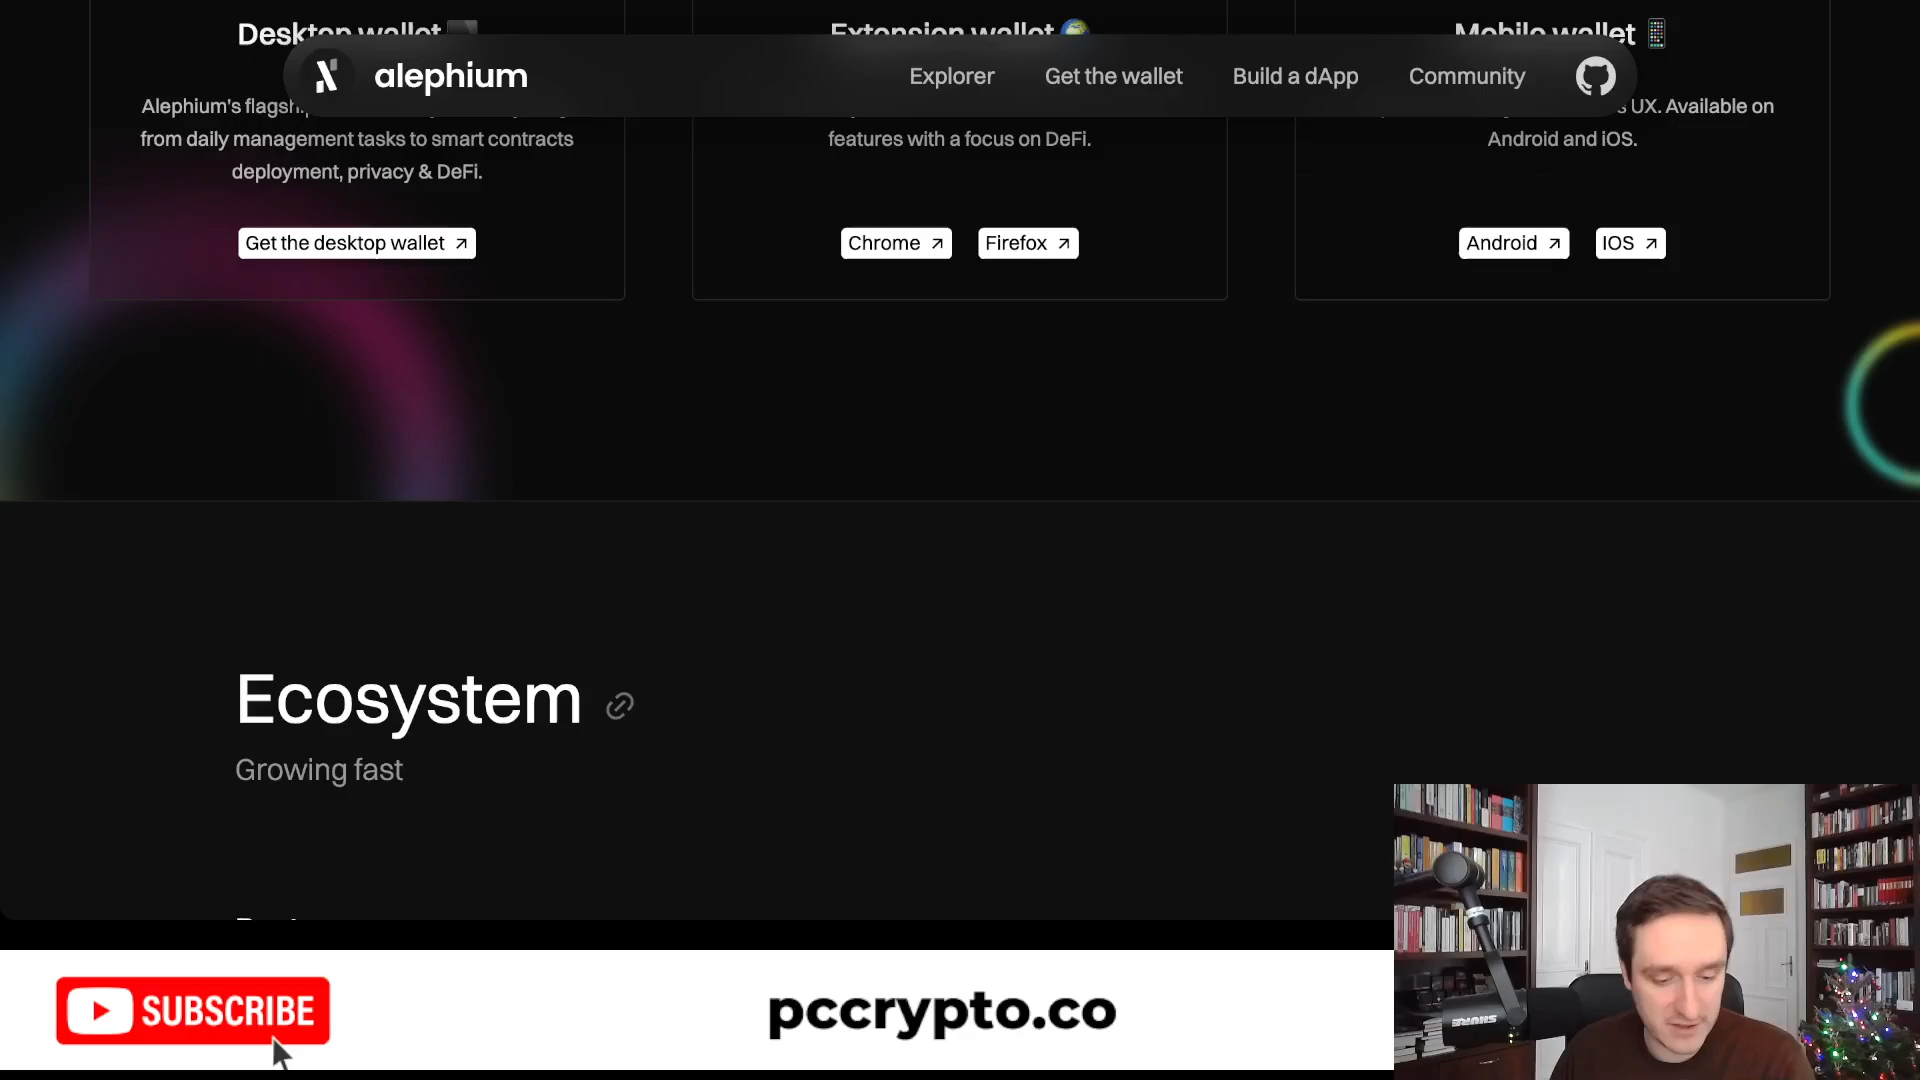 Desktop wallet
Extension wallet
Mobile wallet
alephium
Explorer
Get the wallet
Build a dApp
Community
Alephium's flagsh
from daily management tasks to smart contracts
deployment, privacy & DeFi.
features with a focus on DeFi.
UX. Available on
Android and iOS.
Get the desktop wallet
Chrome
Firefox
Android
IOS
Ecosystem
Growing fast
SUBSCRIBE
pccrypto.co
SHURE